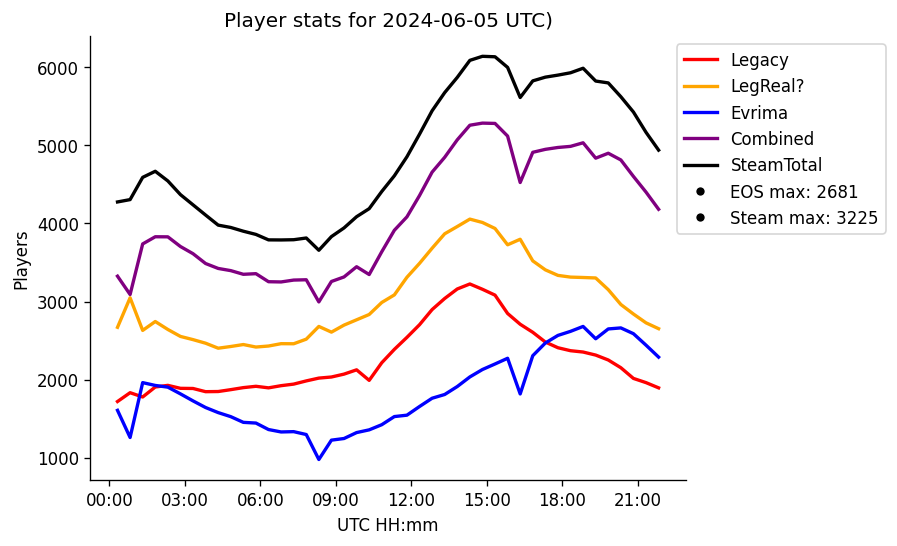 Player stats for 2024-06-05 UTC)
Players
6000
5000
4000
3000
2000
1000
00:00 03:00 06:00 09:00 12:00 15:00 18:00 21:00
UTC HH:mm
Legacy
LegReal?
Evrima
Combined
SteamTotal
EOS max: 2681
Steam max: 3225